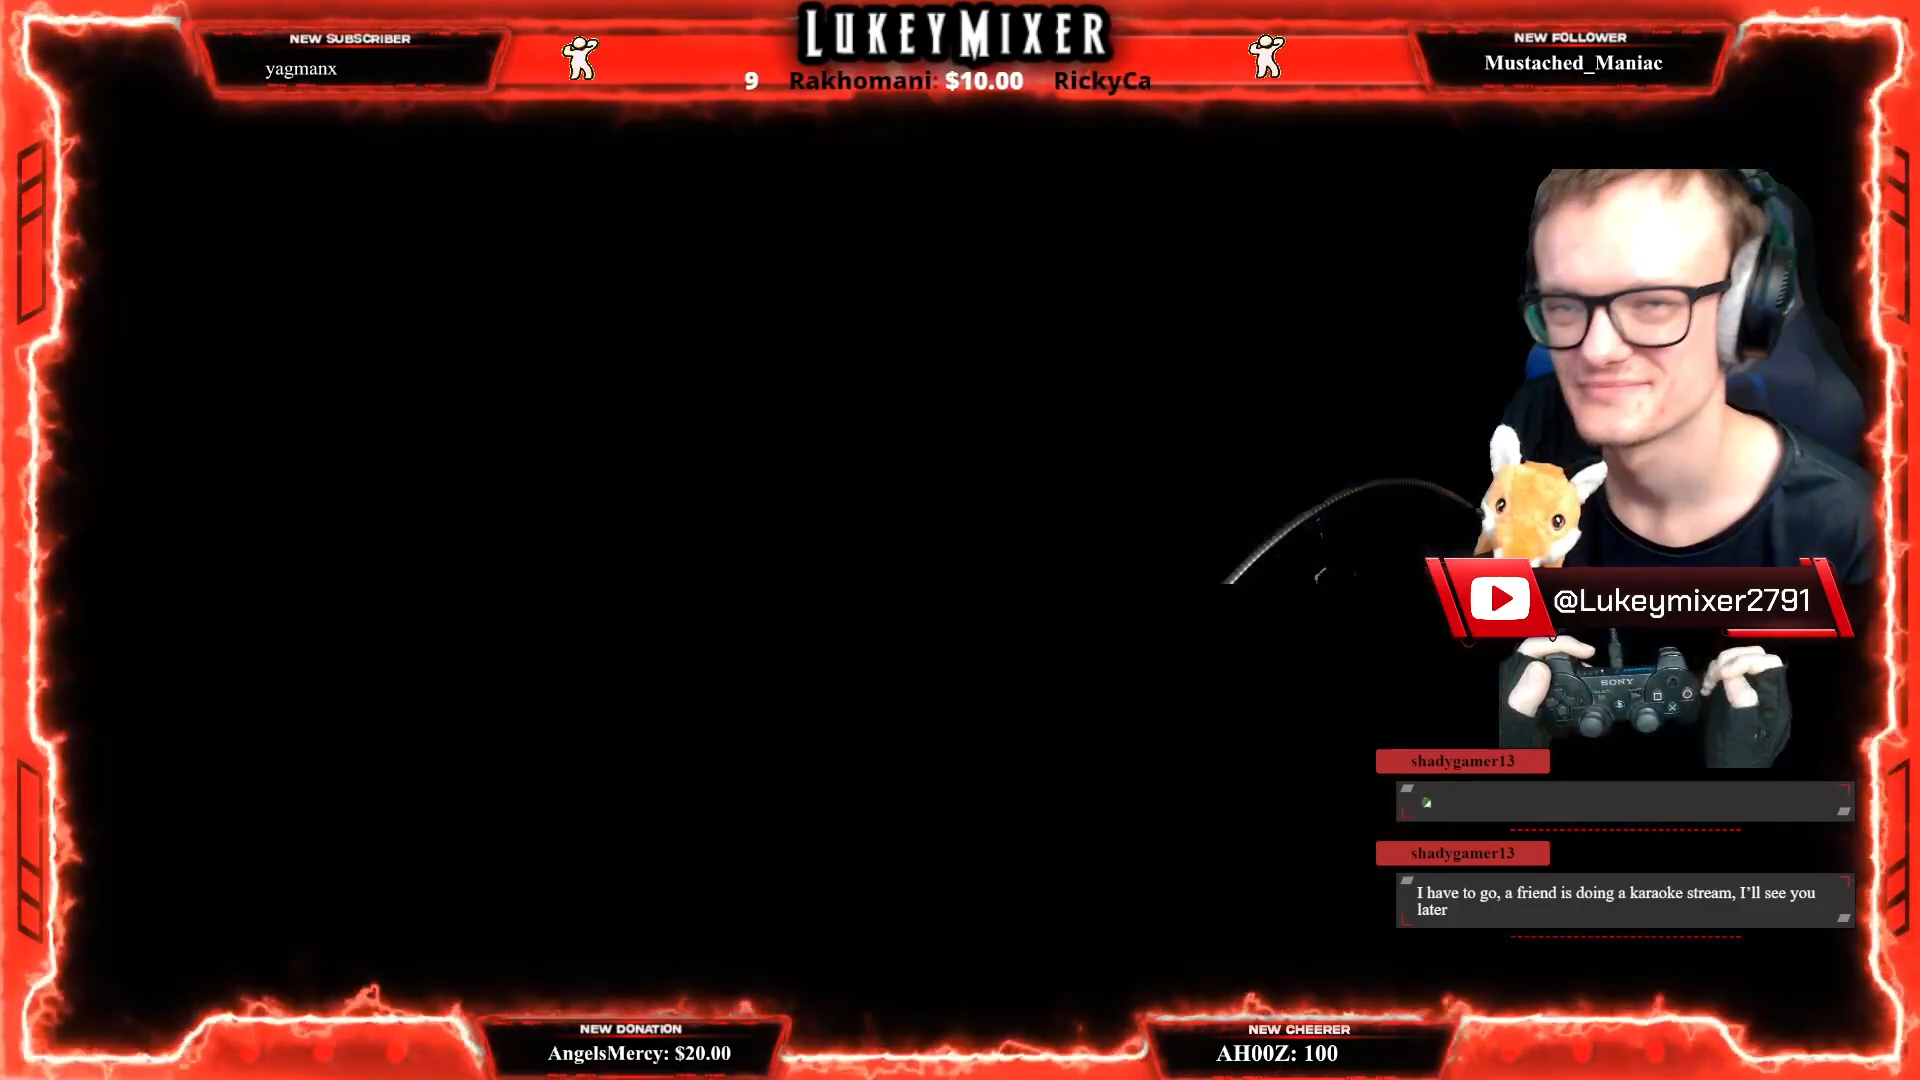 LUKEYMIXER
NEW SUBSCRIBER
yagmanx
9 Rakhomani: $10.00 RickyCa
NEW FOLLOWER
Mustached_Maniac
@Lukeymixer2791
SONY
shadygamer13
shadygamer13
I have to go, a friend is doing a karaoke stream, I'll see you
later
NEW DONATION
AngelsMercy: $20.00
NEW CHEERER
AH00Z: 100